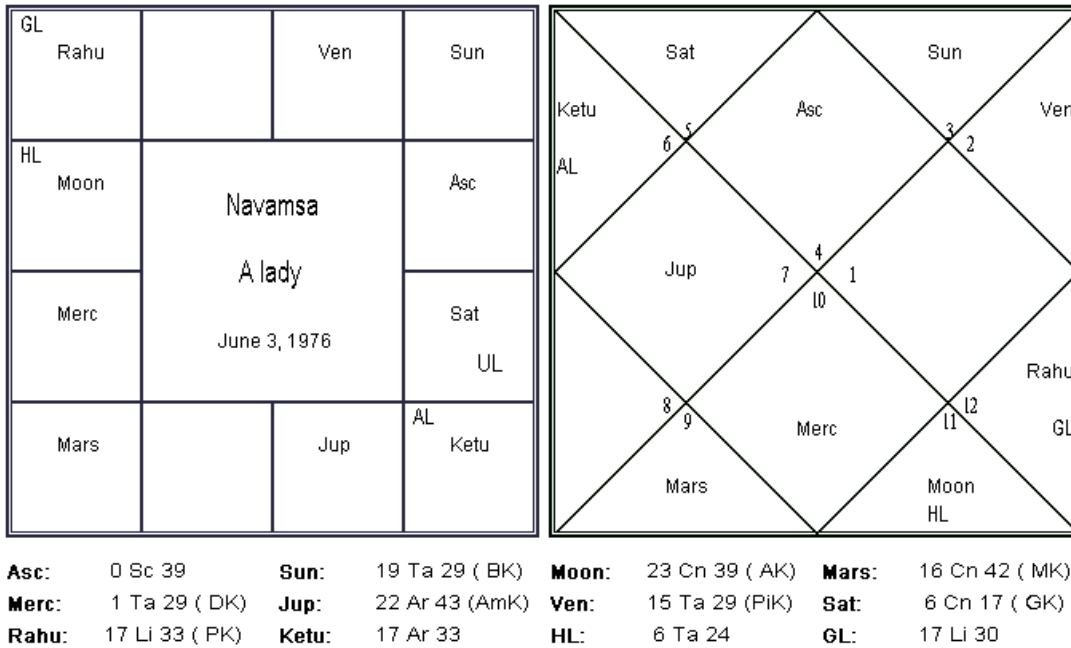 GL
Rahu Ven Sun
HL
Moon Asc
Navamsa
A lady
June 3, 1976
Merc Sat
UL
AL
Mars Jup Ketu
Sat Sun
Ketu Asc Ven
5 3
6 2
AL
4
Jup 7 1
10
Rahu
8 12
9 11
Merc GL
Mars Moon
HL
Asc: 0 Sc 39 Sun: 19 Ta 29 ( BK) Moon: 23 Cn 39 ( AK) Mars: 16 Cn 42 ( MK)
Merc: 1 Ta 29 ( DK) Jup: 22 Ar 43 (AmK) Ven: 15 Ta 29 (PiK) Sat: 6 Cn 17 ( GK)
Rahu: 17 Li 33 ( PK) Ketu: 17 Ar 33 HL: 6 Ta 24 GL: 17 Li 30